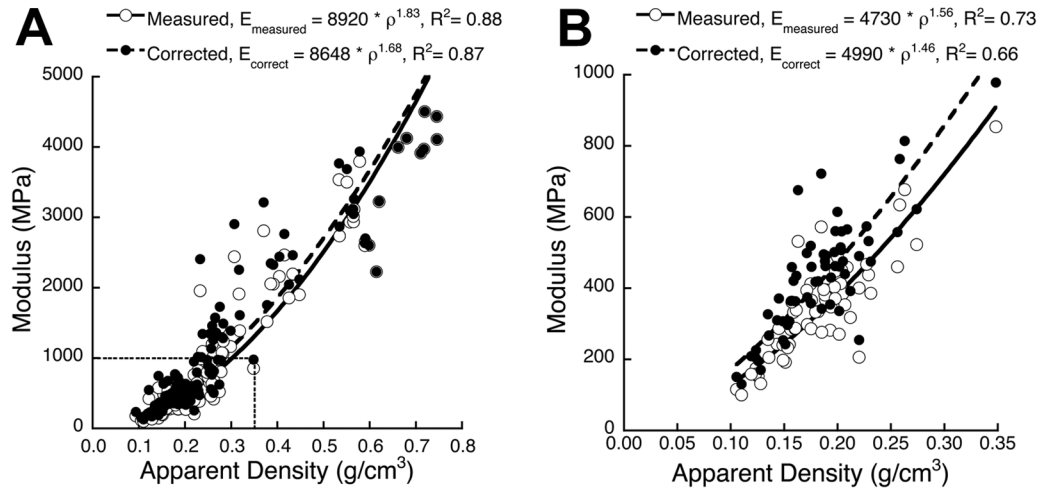 A
Measured, E_measured = 8920 * ρ^1.83, R²= 0.88
Corrected, E_correct = 8648 * ρ^1.68, R²= 0.87
5000
4000
3000
2000
1000
0
Modulus (MPa)
0.0 0.1 0.2 0.3 0.4 0.5 0.6 0.7 0.8
Apparent Density (g/cm³)
B
Measured, E_measured = 4730 * ρ^1.56, R²= 0.73
Corrected, E_correct = 4990 * ρ^1.46, R²= 0.66
1000
800
600
400
200
0
Modulus (MPa)
0.00 0.05 0.10 0.15 0.20 0.25 0.30 0.35
Apparent Density (g/cm³)